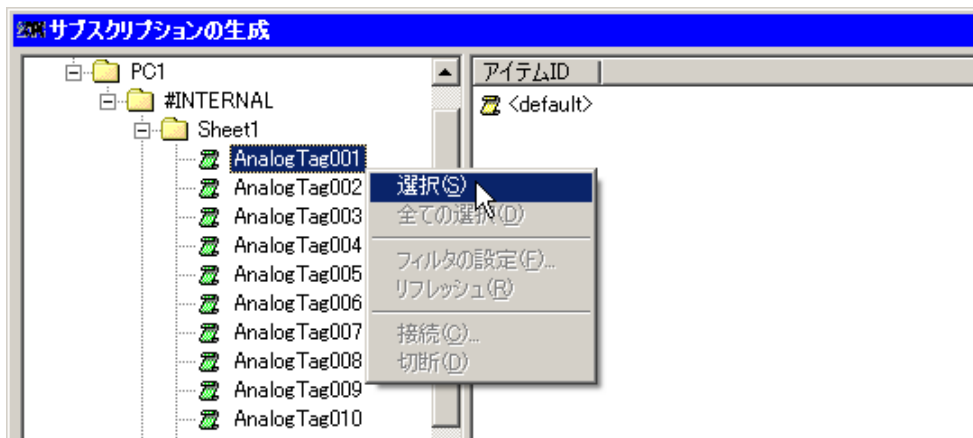 サブスクリプションの生成
PC1
#INTERNAL
Sheet1
AnalogTag001
AnalogTag002
AnalogTag003
AnalogTag004
AnalogTag005
AnalogTag006
AnalogTag007
AnalogTag008
AnalogTag009
AnalogTag010
選択(S)
全ての選択(D)
フィルタの設定(F)...
リフレッシュ(R)
接続(C)...
切断(D)
アイテムID
<default>